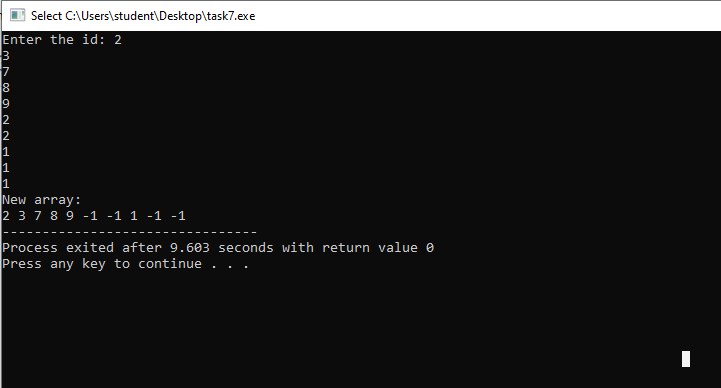 Select C:\Users\student\Desktop\task7.exe
Enter the id: 2
3
7
8
9
2
2
1
1
1
New array:
2 3 7 8 9 -1 -1 1 -1 -1
--------------------------------
Process exited after 9.603 seconds with return value 0
Press any key to continue . . .